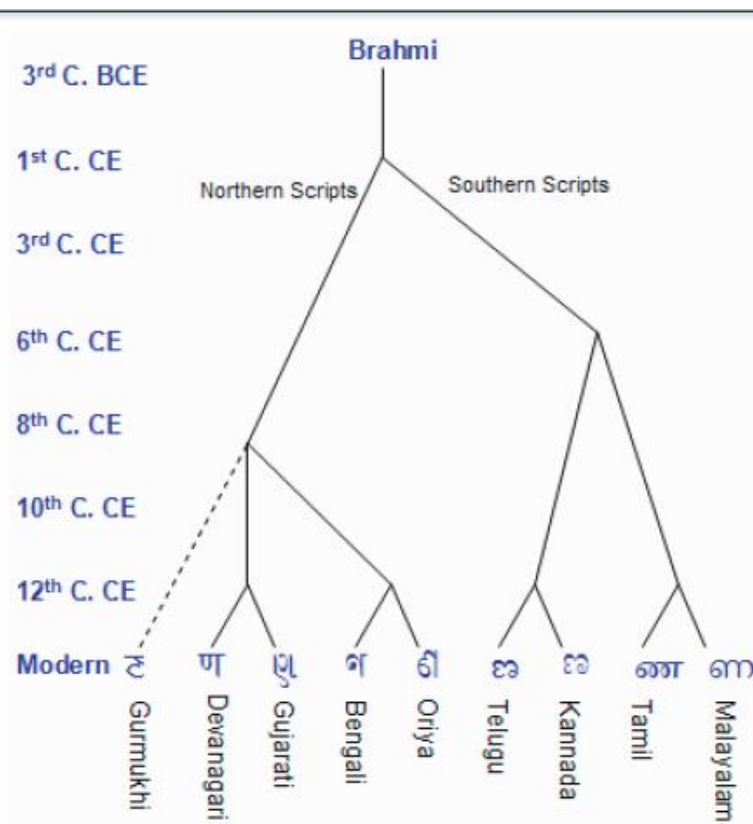 Brahmi
3rd C. BCE
1st C. CE
Northern Scripts
Southern Scripts
3rd C. CE
6th C. CE
8th C. CE
10th C. CE
12th C. CE
Modern ਣ ण ણ ণ ଣ ణ ಣ ண ണ
Gurmukhi
Devanagari
Gujarati
Bengali
Oriya
Telugu
Kannada
Tamil
Malayalam